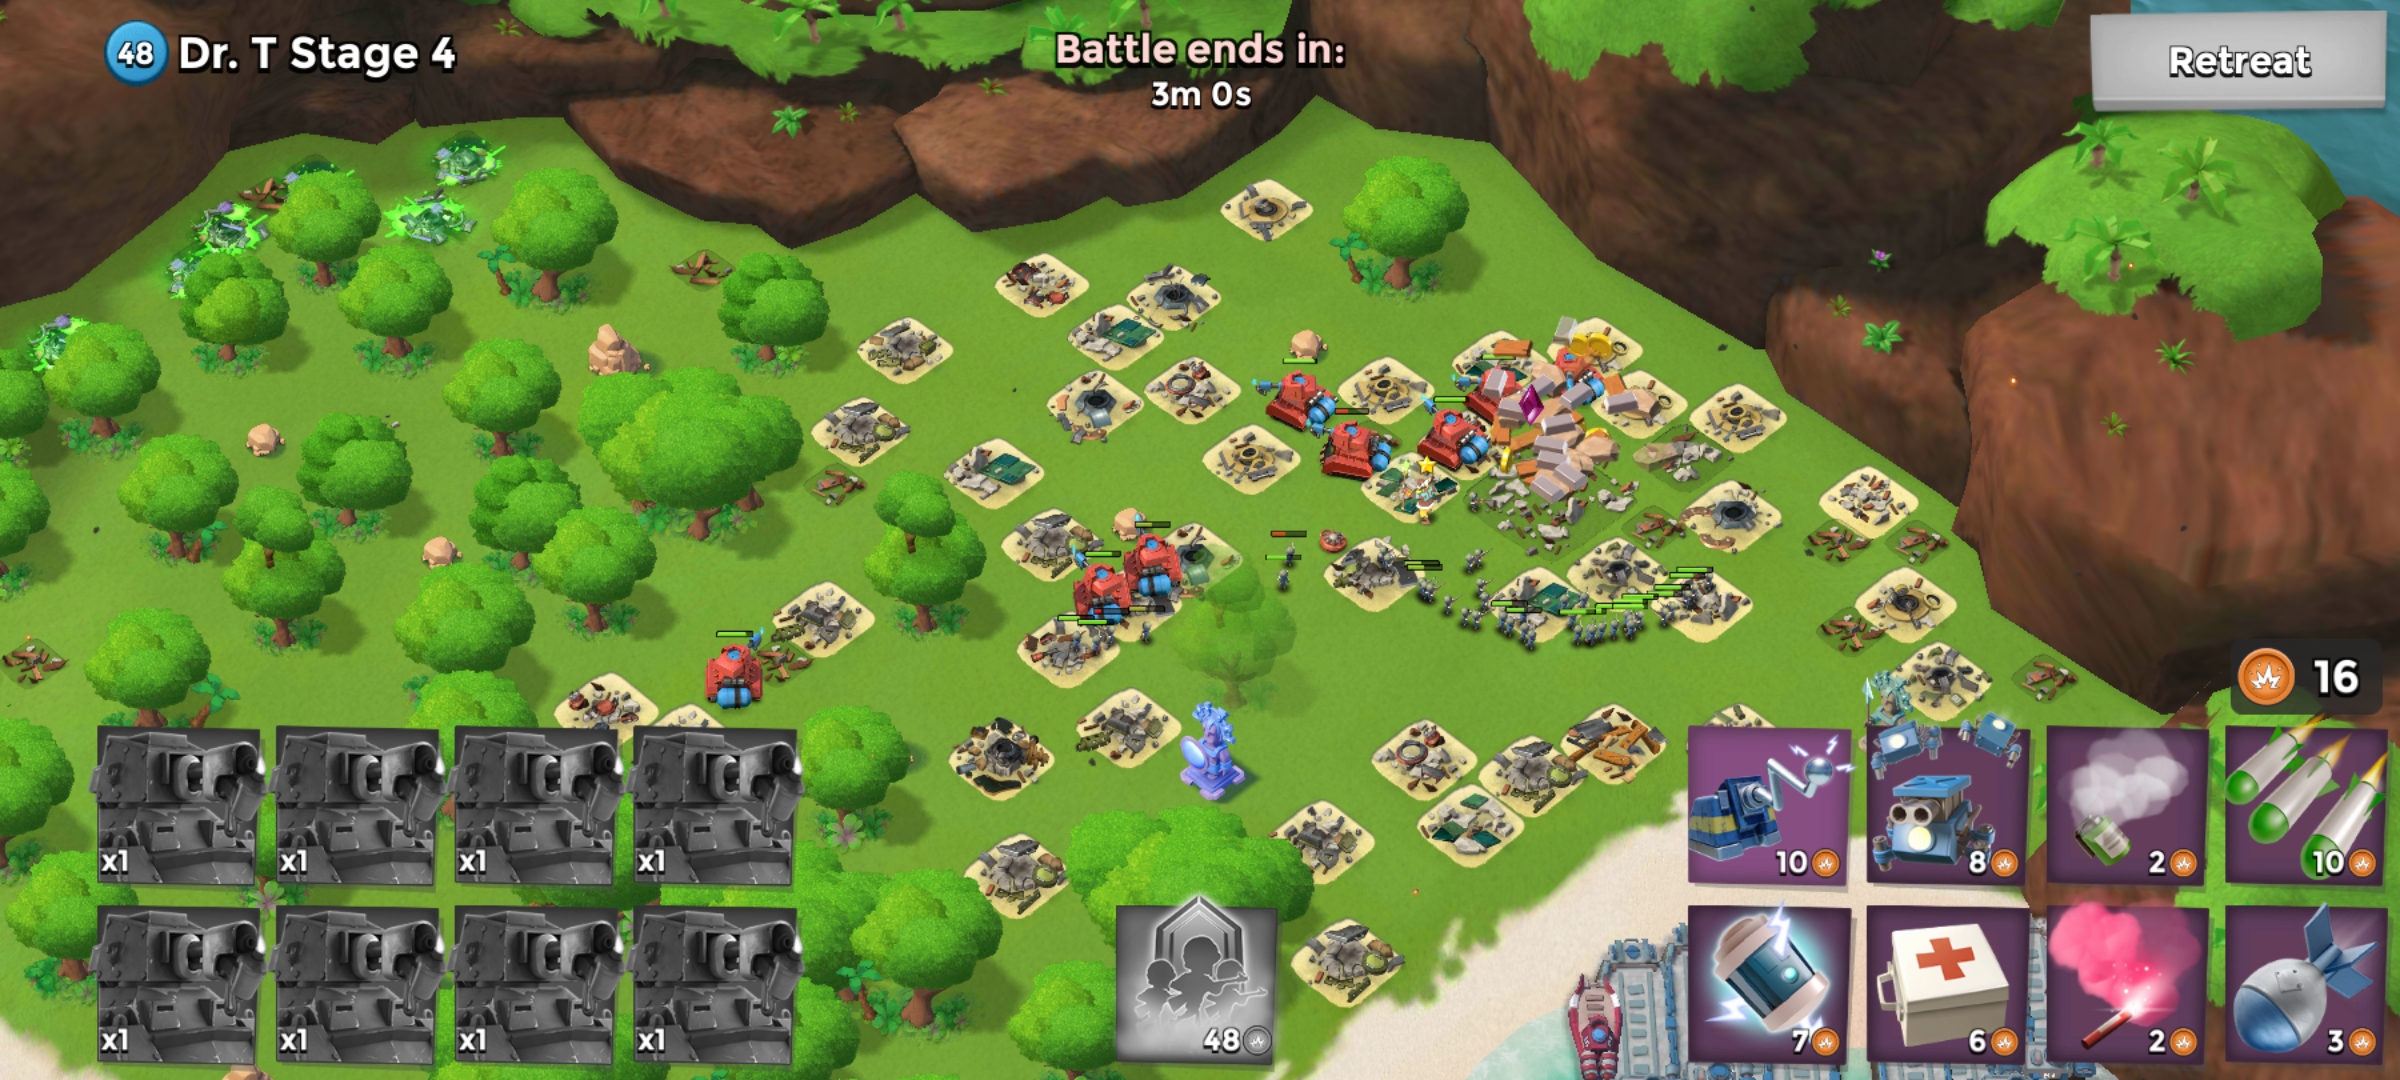 48 Dr. T Stage 4
Battle ends in:
3m 0s
Retreat
16
x1 x1 x1 x1
10 8 2 10
x1 x1 x1 x1
48
7 6 2 3